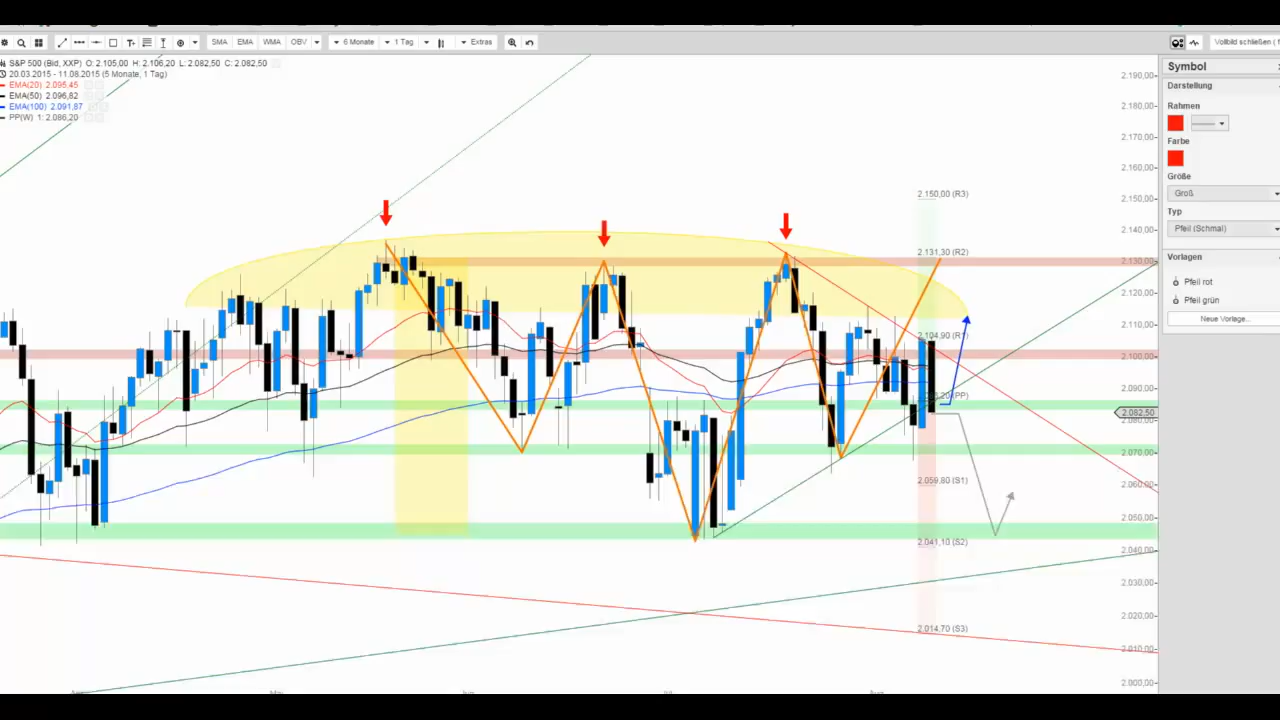 T+ SMA EMA WMA OBV 6 Monate 1 Tag Extras Vollbild schließen
S&P 500 (Bid, XXP) O: 2.105,00 H: 2.106,20 L: 2.082,50 C: 2.082,50
20.03.2015 - 11.08.2015 (5 Monate, 1 Tag)
EMA(20) 2.095,45
EMA(50) 2.096,82
EMA(100) 2.091,87
PP(W) 1: 2.086,20
2.150,00 (R3)
2.131,30 (R2)
2.104,90 (R1)
(PP)
2.059,80 (S1)
2.041,10 (S2)
2.014,70 (S3)
2.190,00
2.180,00
2.170,00
2.160,00
2.150,00
2.140,00
2.130,00
2.120,00
2.110,00
2.100,00
2.090,00
2.082,50
2.080,00
2.070,00
2.060,00
2.050,00
2.040,00
2.030,00
2.020,00
2.010,00
2.000,00
Symbol
Darstellung
Rahmen
Farbe
Größe
Groß
Typ
Pfeil (Schmal)
Vorlagen
Pfeil rot
Pfeil grün
Neue Vorlage...